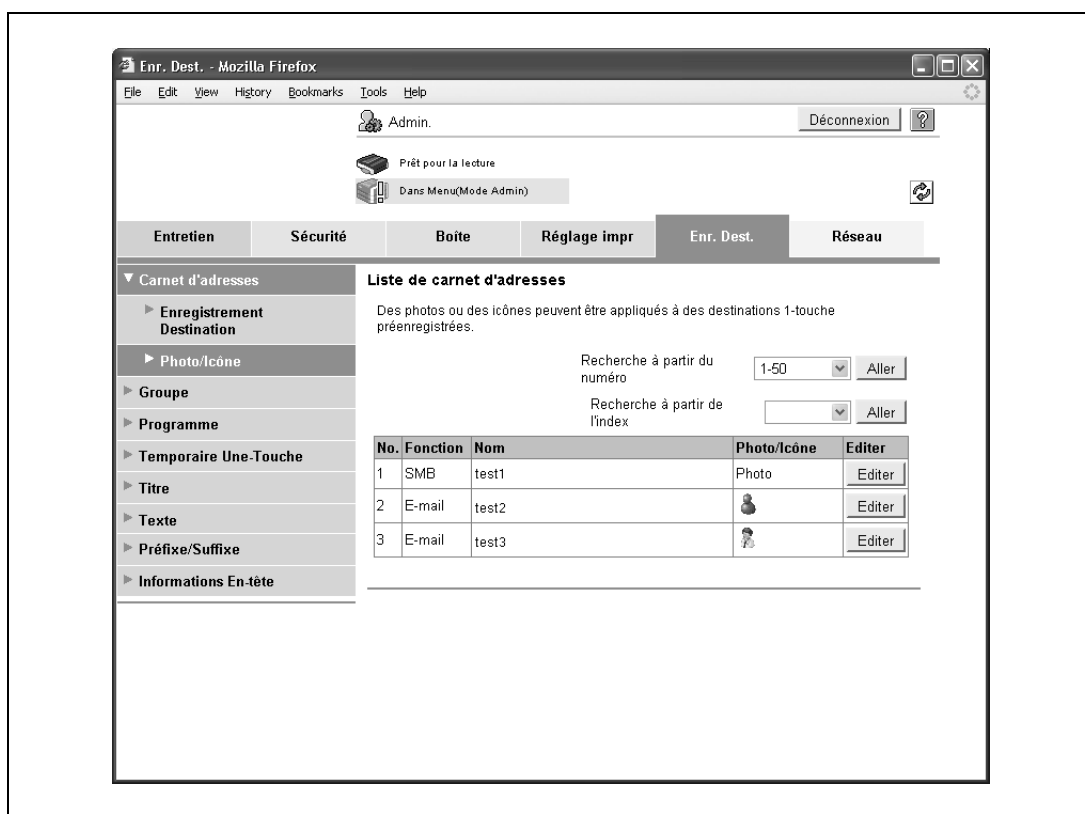 Enr. Dest. - Mozilla Firefox
File Edit View History Bookmarks Tools Help
Admin.
Déconnexion ?
Prêt pour la lecture
Dans Menu(Mode Admin)
Entretien Sécurité Boîte Réglage impr Enr. Dest. Réseau
Carnet d'adresses
Enregistrement
Destination
Photo/Icône
Groupe
Programme
Temporaire Une-Touche
Titre
Texte
Préfixe/Suffixe
Informations En-tête
Liste de carnet d'adresses
Des photos ou des icônes peuvent être appliqués à des destinations 1-touche
préenregistrées.
Recherche à partir du
numéro
1-50 Aller
Recherche à partir de
l'index
Aller
No. Fonction Nom Photo/Icône Editer
1 SMB test1 Photo Editer
2 E-mail test2 Editer
3 E-mail test3 Editer